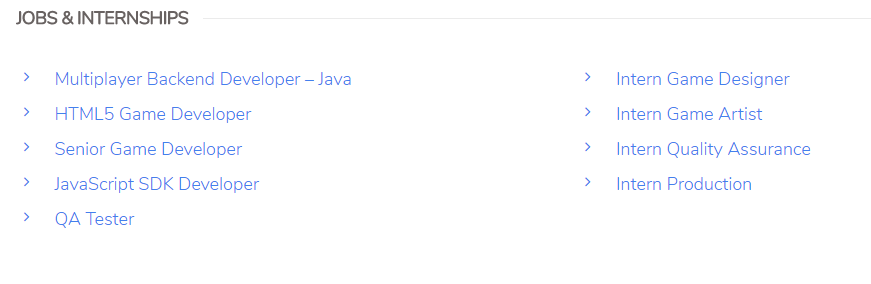 JOBS & INTERNSHIPS
Multiplayer Backend Developer – Java
HTML5 Game Developer
Senior Game Developer
JavaScript SDK Developer
QA Tester
Intern Game Designer
Intern Game Artist
Intern Quality Assurance
Intern Production